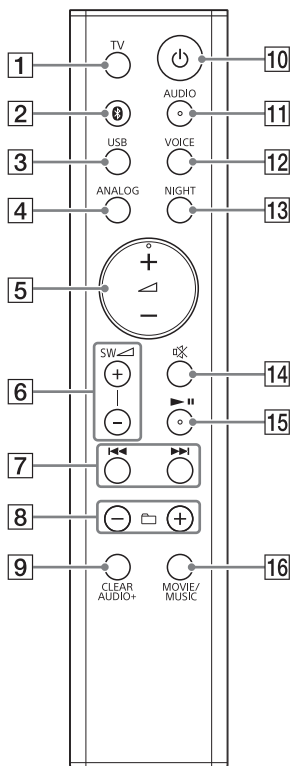 TV
1
10
AUDIO
2
11
USB
VOICE
3
12
ANALOG
NIGHT
4
13
+
5
−
SW
6
+
14
−
15
7
8
−
+
9
16
CLEAR
AUDIO+
MOVIE/
MUSIC